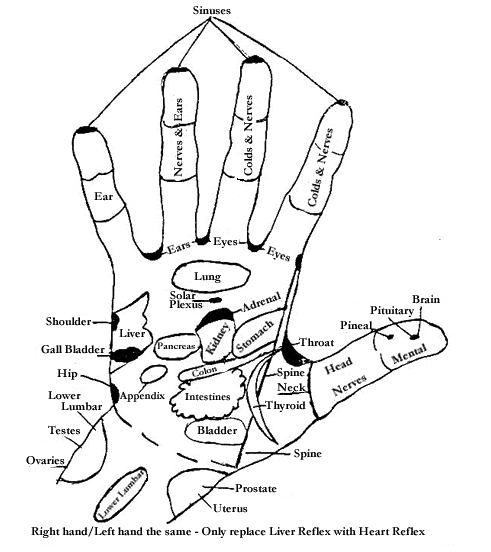 Sinuses
Nerves & Ears
Colds & Nerves
Colds & Nerves
Ear
Ears
Eyes
Eyes
Lung
Solar
Plexus
Adrenal
Brain
Pituitary
Pineal
Shoulder
Liver
Kidney
Stomach
Throat
Gall Bladder
Pancreas
Mental
Head
Nerves
Colon
Spine
Hip
Neck
Appendix
Intestines
Thyroid
Lower
Lumbar
Testes
Bladder
Spine
Ovaries
Lower Lumbar
Prostate
Uterus
Right hand/Left hand the same - Only replace Liver Reflex with Heart Reflex